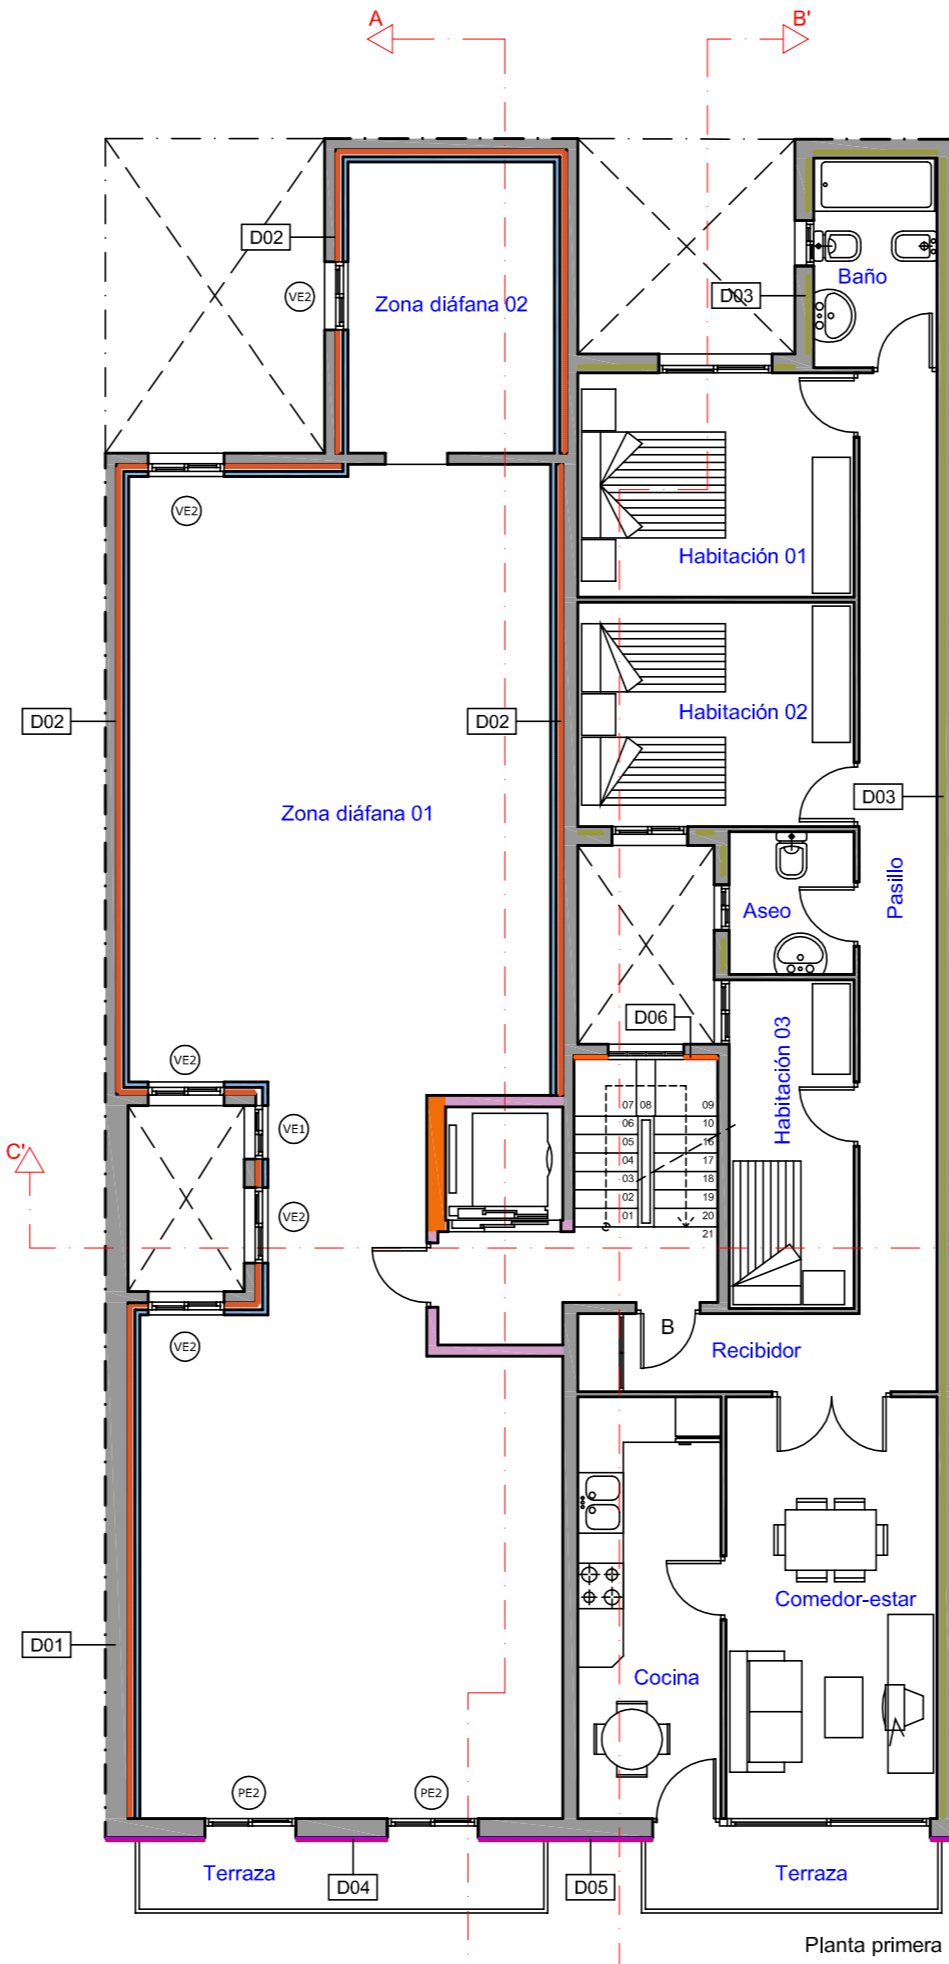 A
B'
D02
VE2
Zona diáfana 02
D03
Baño
VE2
Habitación 01
D02
D02
Habitación 02
Zona diáfana 01
D03
Pasillo
Aseo
D06
Habitación 03
VE2
VE1
07 08 09
06 10
05 16
04 17
03 18
02 19
01 20
21
C'
VE2
VE2
B
Recibidor
Comedor-estar
D01
Cocina
PE2
PE2
Terraza
D04
D05
Terraza
Planta primera